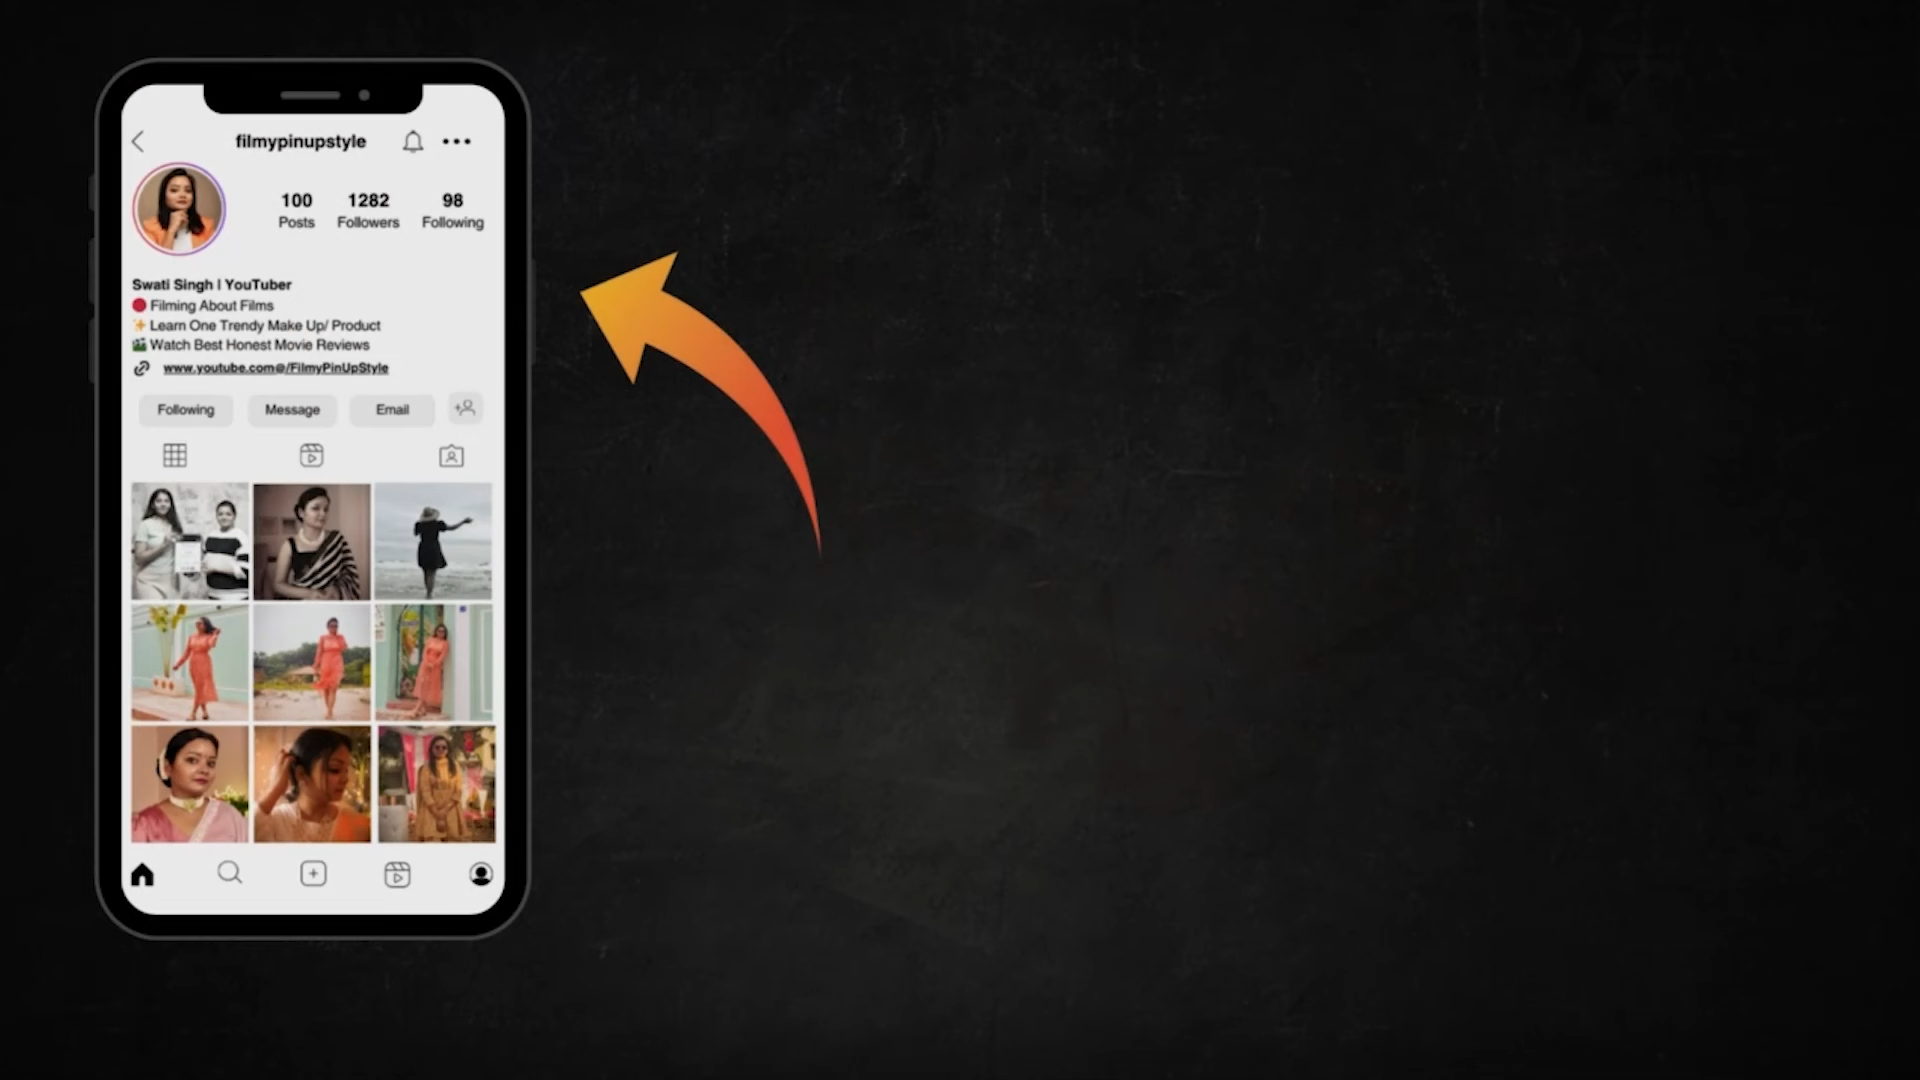 filmypinupstyle
100 1282 98
Posts Followers Following
Swati Singh | YouTuber
Filming About Films
Learn One Trendy Make Up/ Product
Watch Best Honest Movie Reviews
www.youtube.com@/FilmyPinUpStyle
Following Message Email